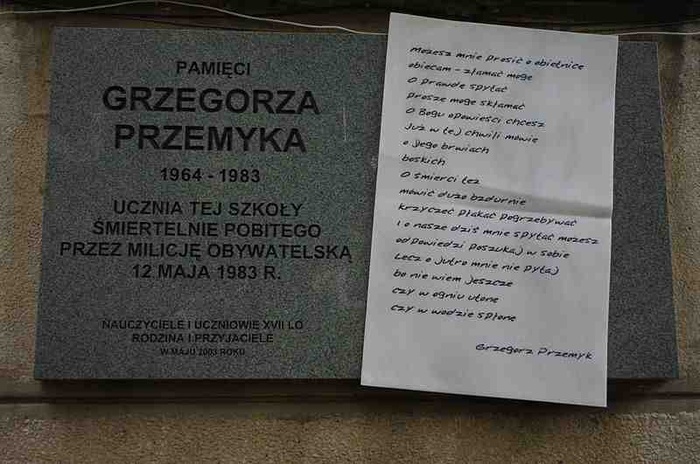 PAMIĘCI
GRZEGORZA
PRZEMYKA
1964 - 1983
UCZNIA TEJ SZKOŁY
ŚMIERTELNIE POBITEGO
PRZEZ MILICJĘ OBYWATELSKĄ
12 MAJA 1983 R.
NAUCZYCIELE I UCZNIOWIE XVII LO
RODZINA I PRZYJACIELE
W MAJU 2003 ROKU
Możesz mnie prosić o obietnice
obiecam - złamać mogę
O prawdę spytać
proszę mogę skłamać
O Bogu opowieści chcesz
Już w tej chwili mówię
o jego brwiach
boskich
O śmierci też
mówić dużo bzdurnie
krzyczeć płakać pogrzebywać
I o nasze dziś mnie spytać możesz
odpowiedzi poszukaj w sobie
Lecz o jutro mnie nie pytaj
bo nie wiem jeszcze
czy w ogniu utonę
czy w wodzie spłonę
Grzegorz Przemyk